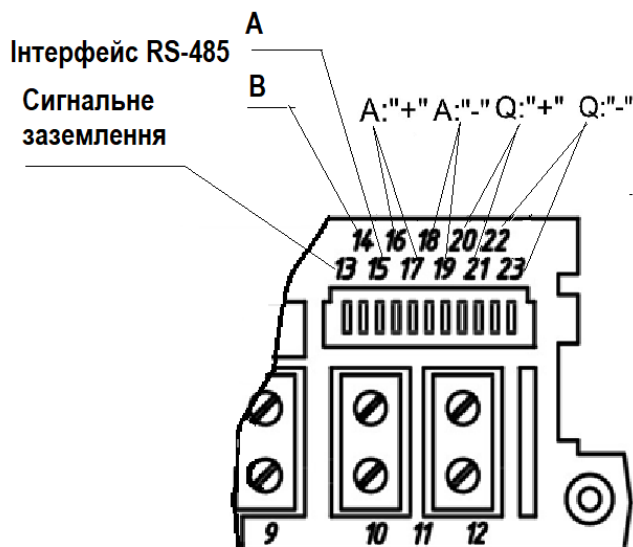 A
Інтерфейс RS-485
B
Сигнальне
заземлення
A:"+" A:"-" Q:"+" Q:"-"
14 16 18 20 22
13 15 17 19 21 23
9 10 11 12